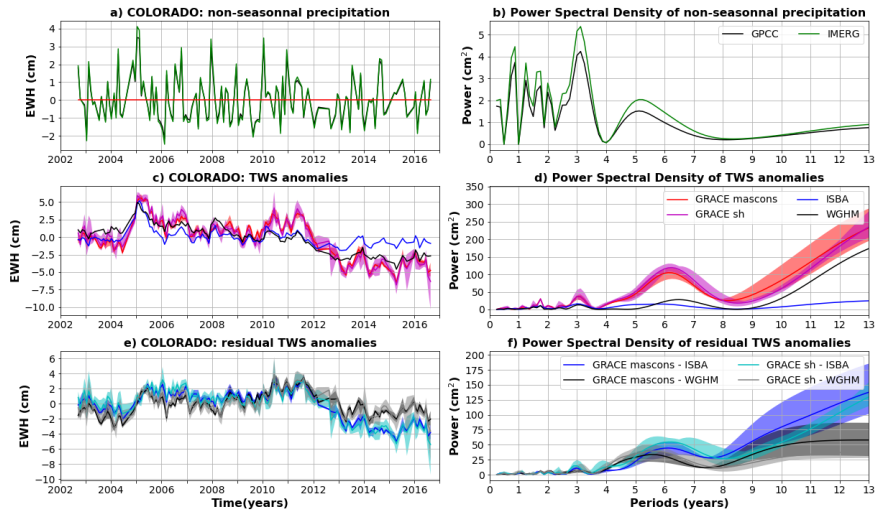 a) COLORADO: non-seasonnal precipitation
EWH (cm)
4
3
2
1
0
−1
−2
2002 2004 2006 2008 2010 2012 2014 2016
b) Power Spectral Density of non-seasonnal precipitation
GPCC IMERG
Power (cm²)
5
4
3
2
1
0
0 1 2 3 4 5 6 7 8 9 10 11 12 13
c) COLORADO: TWS anomalies
EWH (cm)
5.0
2.5
0.0
−2.5
−5.0
−7.5
−10.0
2002 2004 2006 2008 2010 2012 2014 2016
d) Power Spectral Density of TWS anomalies
GRACE mascons ISBA
GRACE sh WGHM
Power (cm²)
350
300
250
200
150
100
50
0
0 1 2 3 4 5 6 7 8 9 10 11 12 13
e) COLORADO: residual TWS anomalies
EWH (cm)
6
4
2
0
−2
−4
−6
−8
−10
2002 2004 2006 2008 2010 2012 2014 2016
Time(years)
f) Power Spectral Density of residual TWS anomalies
GRACE mascons - ISBA GRACE sh - ISBA
GRACE mascons - WGHM GRACE sh - WGHM
Power (cm²)
200
175
150
125
100
75
50
25
0
0 1 2 3 4 5 6 7 8 9 10 11 12 13
Periods (years)